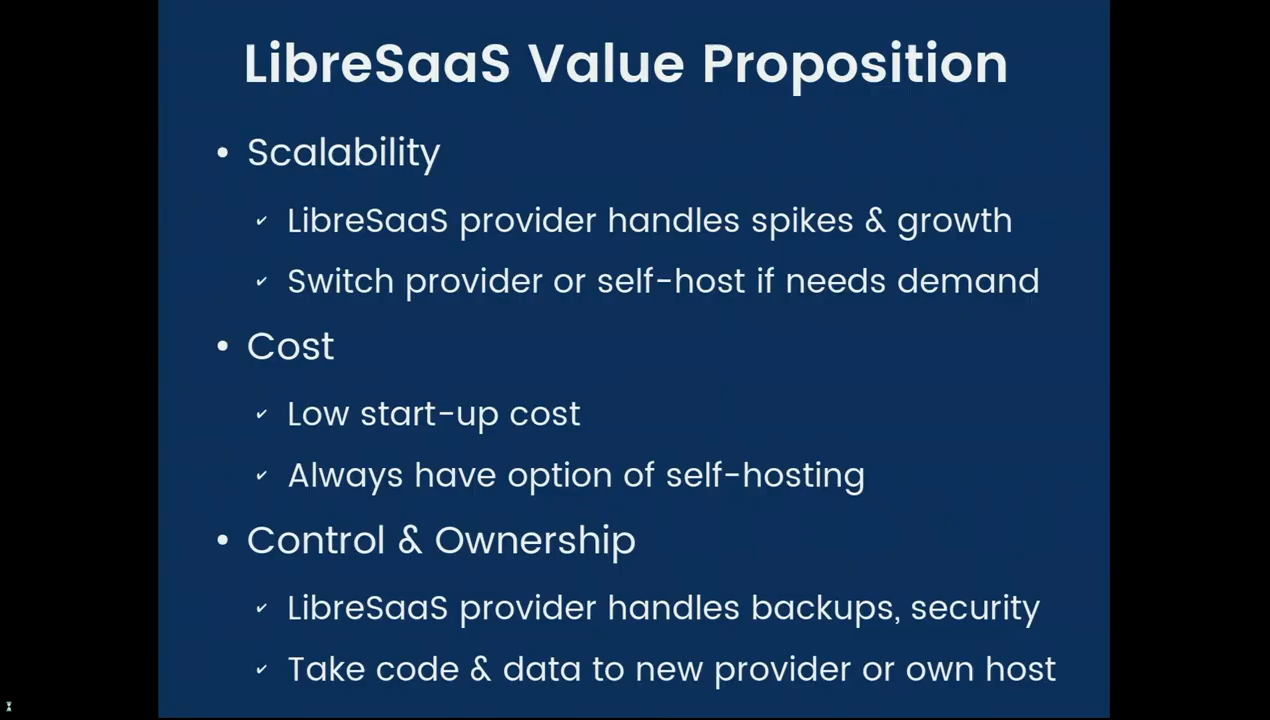 LibreSaaS Value Proposition
• Scalability
✔ LibreSaaS provider handles spikes & growth
✔ Switch provider or self-host if needs demand
• Cost
✔ Low start-up cost
✔ Always have option of self-hosting
• Control & Ownership
✔ LibreSaaS provider handles backups, security
✔ Take code & data to new provider or own host